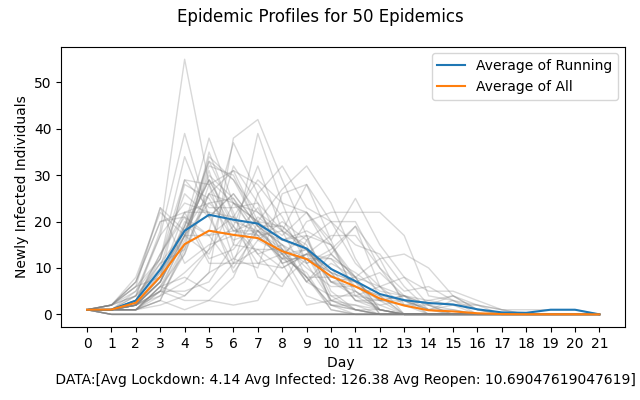 Epidemic Profiles for 50 Epidemics
Average of Running
Average of All
Newly Infected Individuals
50
40
30
20
10
0
0 1 2 3 4 5 6 7 8 9 10 11 12 13 14 15 16 17 18 19 20 21
Day
DATA:[Avg Lockdown: 4.14 Avg Infected: 126.38 Avg Reopen: 10.69047619047619]